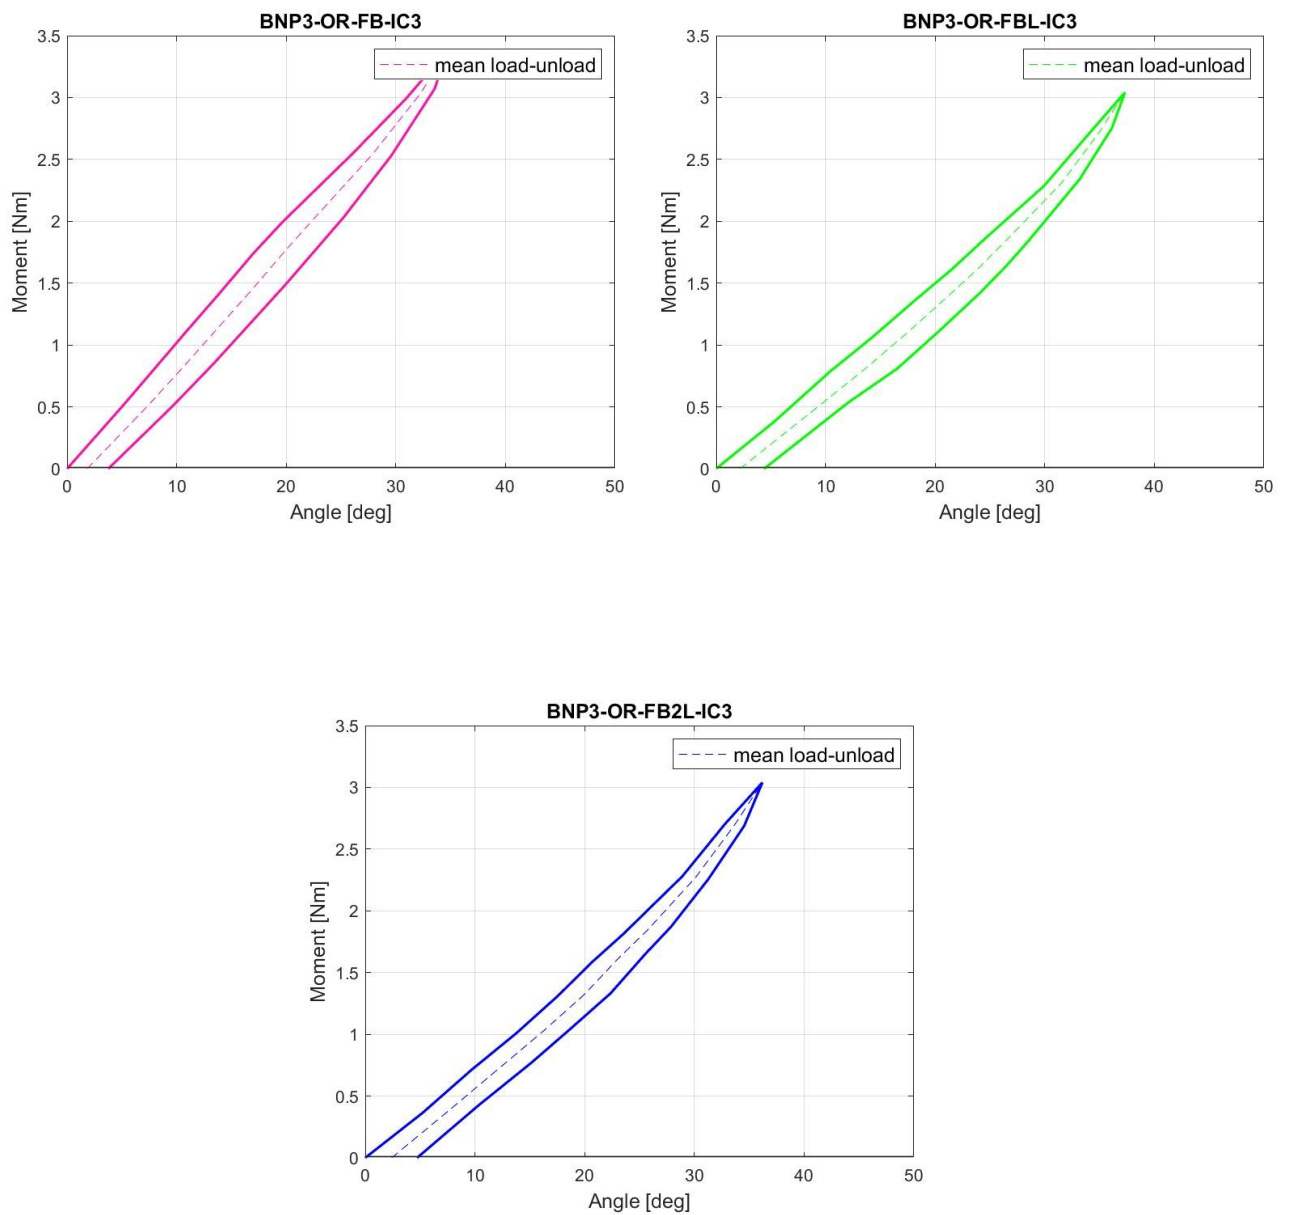 BNP3-OR-FB-IC3
mean load-unload
3.5
3
2.5
2
1.5
1
0.5
0
Moment [Nm]
0 10 20 30 40 50
Angle [deg]
BNP3-OR-FBL-IC3
mean load-unload
3.5
3
2.5
2
1.5
1
0.5
0
Moment [Nm]
0 10 20 30 40 50
Angle [deg]
BNP3-OR-FB2L-IC3
mean load-unload
3.5
3
2.5
2
1.5
1
0.5
0
Moment [Nm]
0 10 20 30 40 50
Angle [deg]